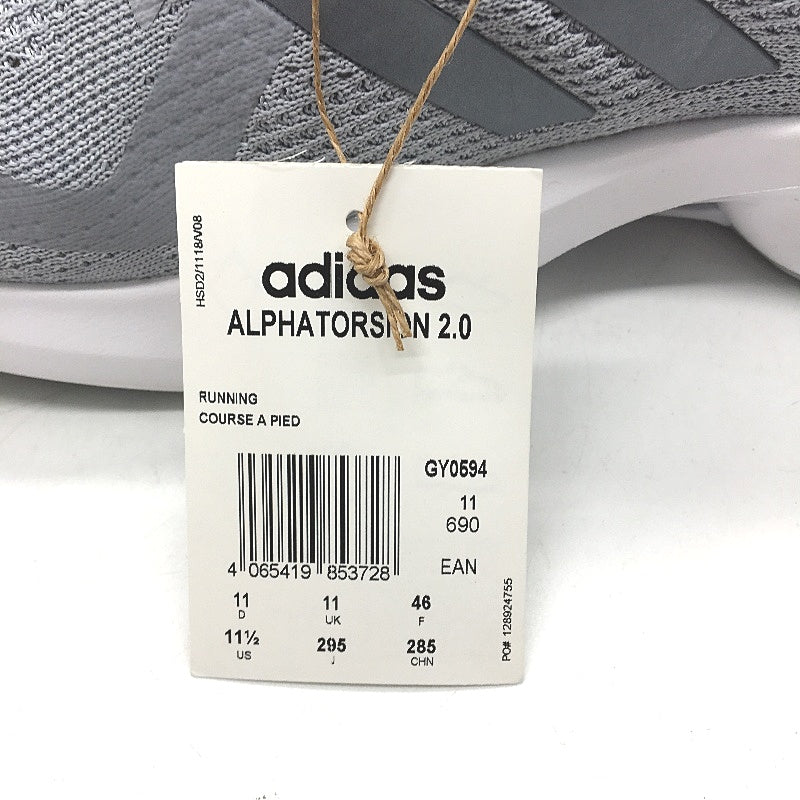 HSD2/1118/V08
adidas
ALPHATORSION 2.0
RUNNING
COURSE A PIED
GY0594
11
690
4 065419 853728
EAN
11 11 46
D UK F
11½ 295 285
US J CHN
PO# 128924755